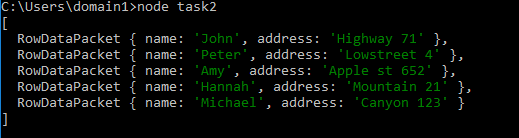 C:\Users\domain1>node task2
[
  RowDataPacket { name: 'John', address: 'Highway 71' },
  RowDataPacket { name: 'Peter', address: 'Lowstreet 4' },
  RowDataPacket { name: 'Amy', address: 'Apple st 652' },
  RowDataPacket { name: 'Hannah', address: 'Mountain 21' },
  RowDataPacket { name: 'Michael', address: 'Canyon 123' }
]